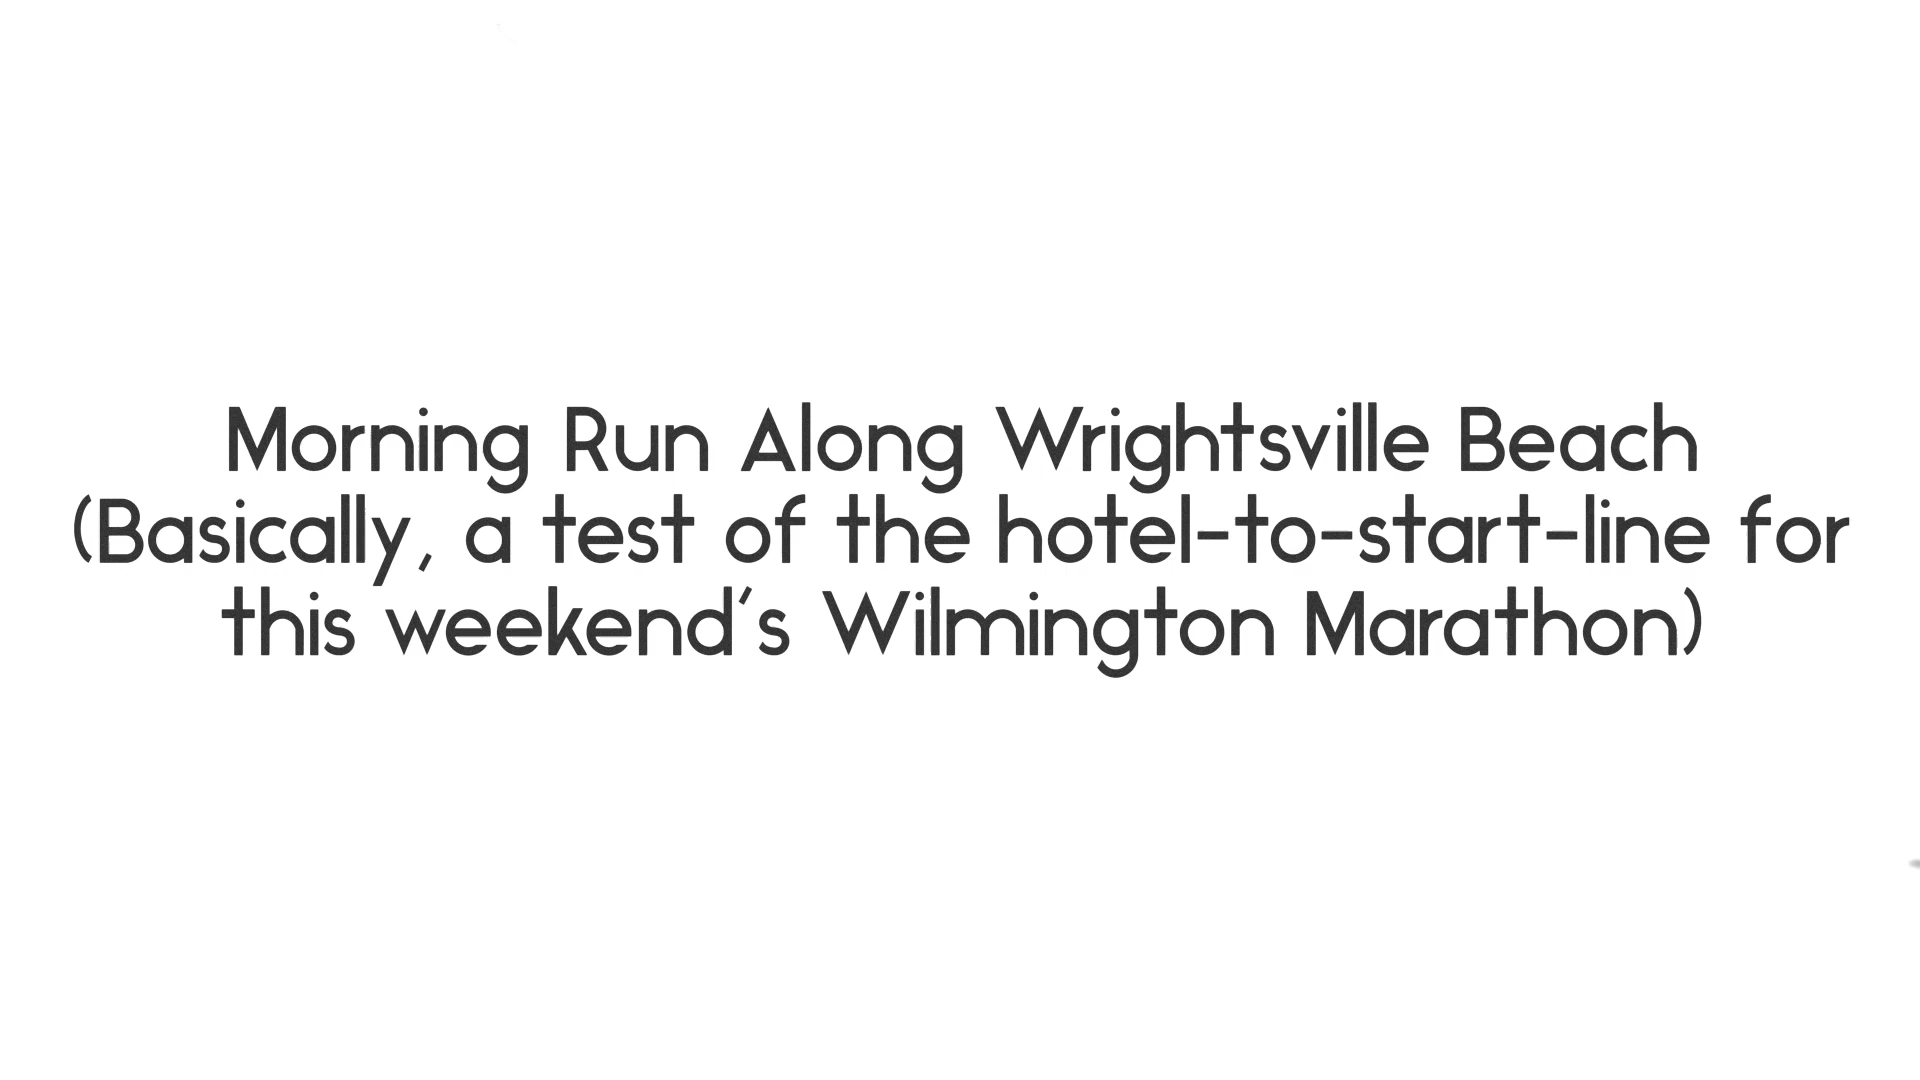 Morning Run Along Wrightsville Beach
(Basically, a test of the hotel-to-start-line for
this weekend's Wilmington Marathon)